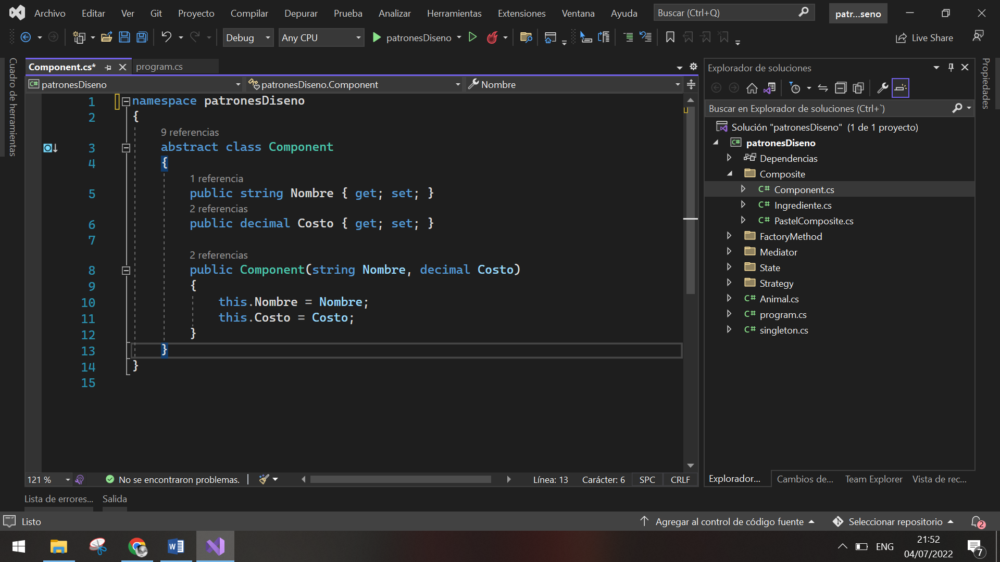 Archivo Editar Ver Git Proyecto Compilar Depurar Prueba Analizar Herramientas Extensiones Ventana Ayuda Buscar (Ctrl+Q) patr...seno
Debug Any CPU patronesDiseno Live Share
Cuadro de herramientas
Component.cs* program.cs
patronesDiseno patronesDiseno.Component Nombre
1 namespace patronesDiseno
2 {
9 referencias
3 abstract class Component
4 {
1 referencia
5 public string Nombre { get; set; }
2 referencias
6 public decimal Costo { get; set; }
7
2 referencias
8 public Component(string Nombre, decimal Costo)
9 {
10 this.Nombre = Nombre;
11 this.Costo = Costo;
12 }
13 }
14 }
15
121 % No se encontraron problemas. Línea: 13 Carácter: 6 SPC CRLF
Explorador de soluciones
Buscar en Explorador de soluciones (Ctrl+`)
Solución "patronesDiseno" (1 de 1 proyecto)
C# patronesDiseno
Dependencias
Composite
C# Component.cs
C# Ingrediente.cs
C# PastelComposite.cs
FactoryMethod
Mediator
State
Strategy
C# Animal.cs
C# program.cs
C# singleton.cs
Explorador... Cambios de... Team Explorer Vista de rec...
Propiedades
Lista de errores... Salida
Listo Agregar al control de código fuente Seleccionar repositorio 2
ENG 21:52
04/07/2022 7